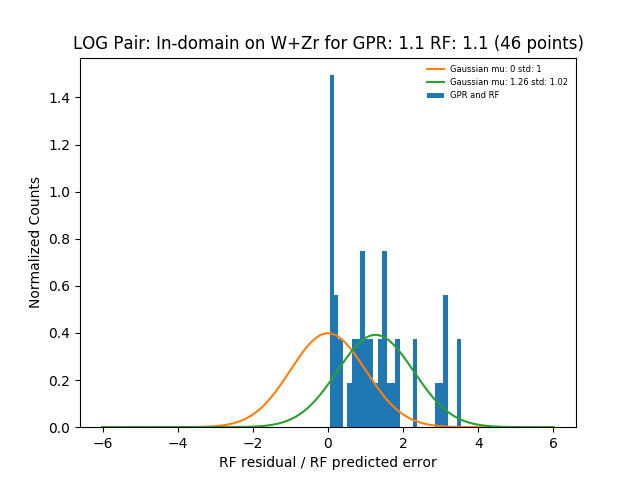 LOG Pair: In-domain on W+Zr for GPR: 1.1 RF: 1.1 (46 points)
Gaussian mu: 0 std: 1
Gaussian mu: 1.26 std: 1.02
GPR and RF
Normalized Counts
1.4
1.2
1.0
0.8
0.6
0.4
0.2
0.0
−6 −4 −2 0 2 4 6
RF residual / RF predicted error